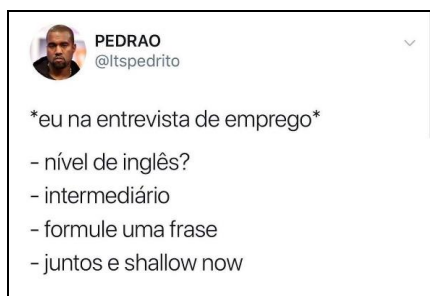 PEDRAO
@Itspedrito
*eu na entrevista de emprego*
- nível de inglês?
- intermediário
- formule uma frase
- juntos e shallow now